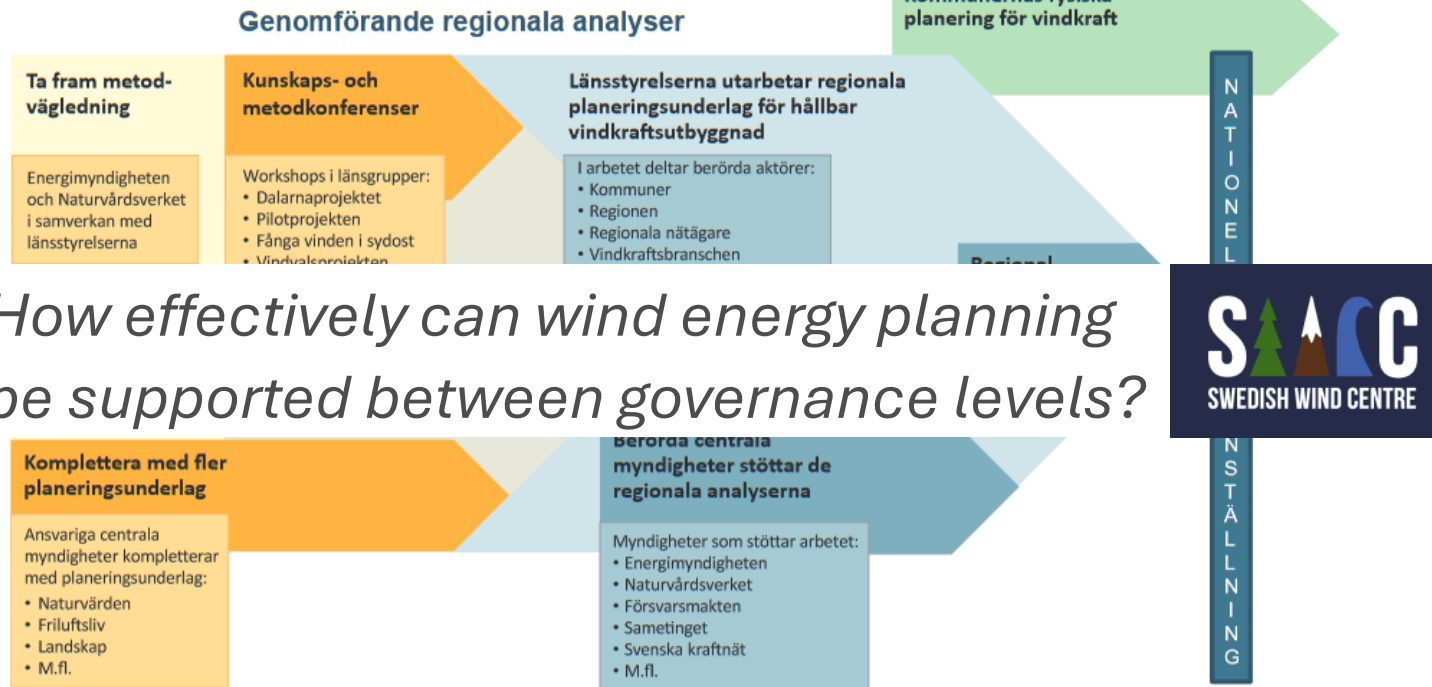 Genomförande regionala analyser
planering för vindkraft
Ta fram metod-
vägledning
Energimyndigheten
och Naturvårdsverket
i samverkan med
länsstyrelserna
Kunskaps- och
metodkonferenser
Workshops i länsgrupper:
• Dalarnaprojektet
• Pilotprojekten
• Fånga vinden i sydost
• Vindvalsprojekten
Länsstyrelserna utarbetar regionala
planeringsunderlag för hållbar
vindkraftsutbyggnad
I arbetet deltar berörda aktörer:
• Kommuner
• Regionen
• Regionala nätägare
• Vindkraftsbranschen
Regional
NATIONEL
How effectively can wind energy planning
be supported between governance levels?
SWEDISH WIND CENTRE
Komplettera med fler
planeringsunderlag
Ansvariga centrala
myndigheter kompletterar
med planeringsunderlag:
• Naturvärden
• Friluftsliv
• Landskap
• M.fl.
Berörda centrala
myndigheter stöttar de
regionala analyserna
Myndigheter som stöttar arbetet:
• Energimyndigheten
• Naturvårdsverket
• Försvarsmakten
• Sametinget
• Svenska kraftnät
• M.fl.
NSTÄLLNING